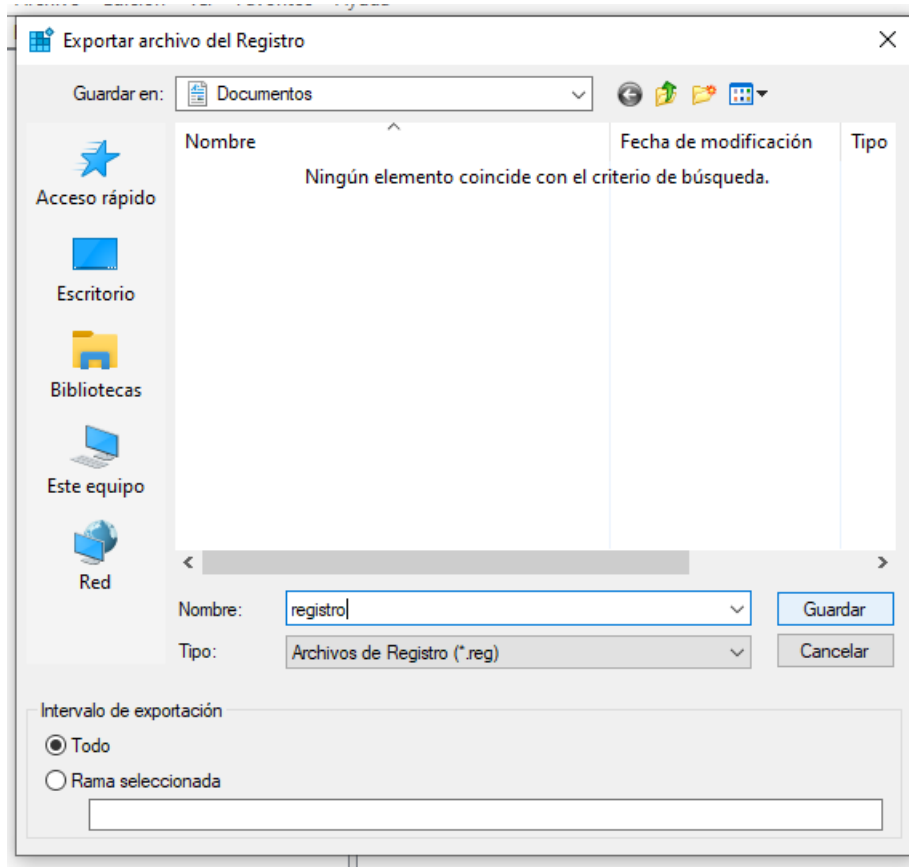 Exportar archivo del Registro
Guardar en: Documentos
Nombre Fecha de modificación Tipo
Ningún elemento coincide con el criterio de búsqueda.
Acceso rápido
Escritorio
Bibliotecas
Este equipo
Red
Nombre: registro Guardar
Tipo: Archivos de Registro (*.reg) Cancelar
Intervalo de exportación
Todo
Rama seleccionada